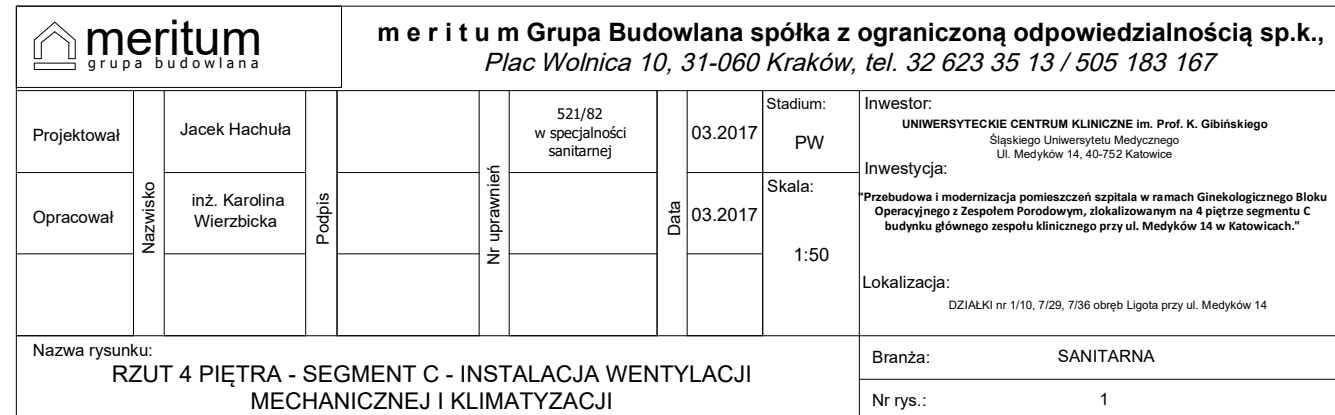 meritum
grupa budowlana
m e r i t u m Grupa Budowlana spółka z ograniczoną odpowiedzialnością sp.k.,
Plac Wolnica 10, 31-060 Kraków, tel. 32 623 35 13 / 505 183 167
Projektował
Nazwisko
Jacek Hachuła
Podpis
Nr uprawnień
521/82
w specjalności
sanitarnej
Data
03.2017
Stadium:
PW
Opracował
inż. Karolina
Wierzbicka
03.2017
Skala:
1:50
Inwestor:
UNIWERSYTECKIE CENTRUM KLINICZNE im. Prof. K. Gibińskiego
Śląskiego Uniwersytetu Medycznego
Ul. Medyków 14, 40-752 Katowice
Inwestycja:
"Przebudowa i modernizacja pomieszczeń szpitala w ramach Ginekologicznego Bloku
Operacyjnego z Zespołem Porodowym, zlokalizowanym na 4 piętrze segmentu C
budynku głównego zespołu klinicznego przy ul. Medyków 14 w Katowicach."
Lokalizacja:
DZIAŁKI nr 1/10, 7/29, 7/36 obręb Ligota przy ul. Medyków 14
Nazwa rysunku:
RZUT 4 PIĘTRA - SEGMENT C - INSTALACJA WENTYLACJI
MECHANICZNEJ I KLIMATYZACJI
Branża: SANITARNA
Nr rys.: 1